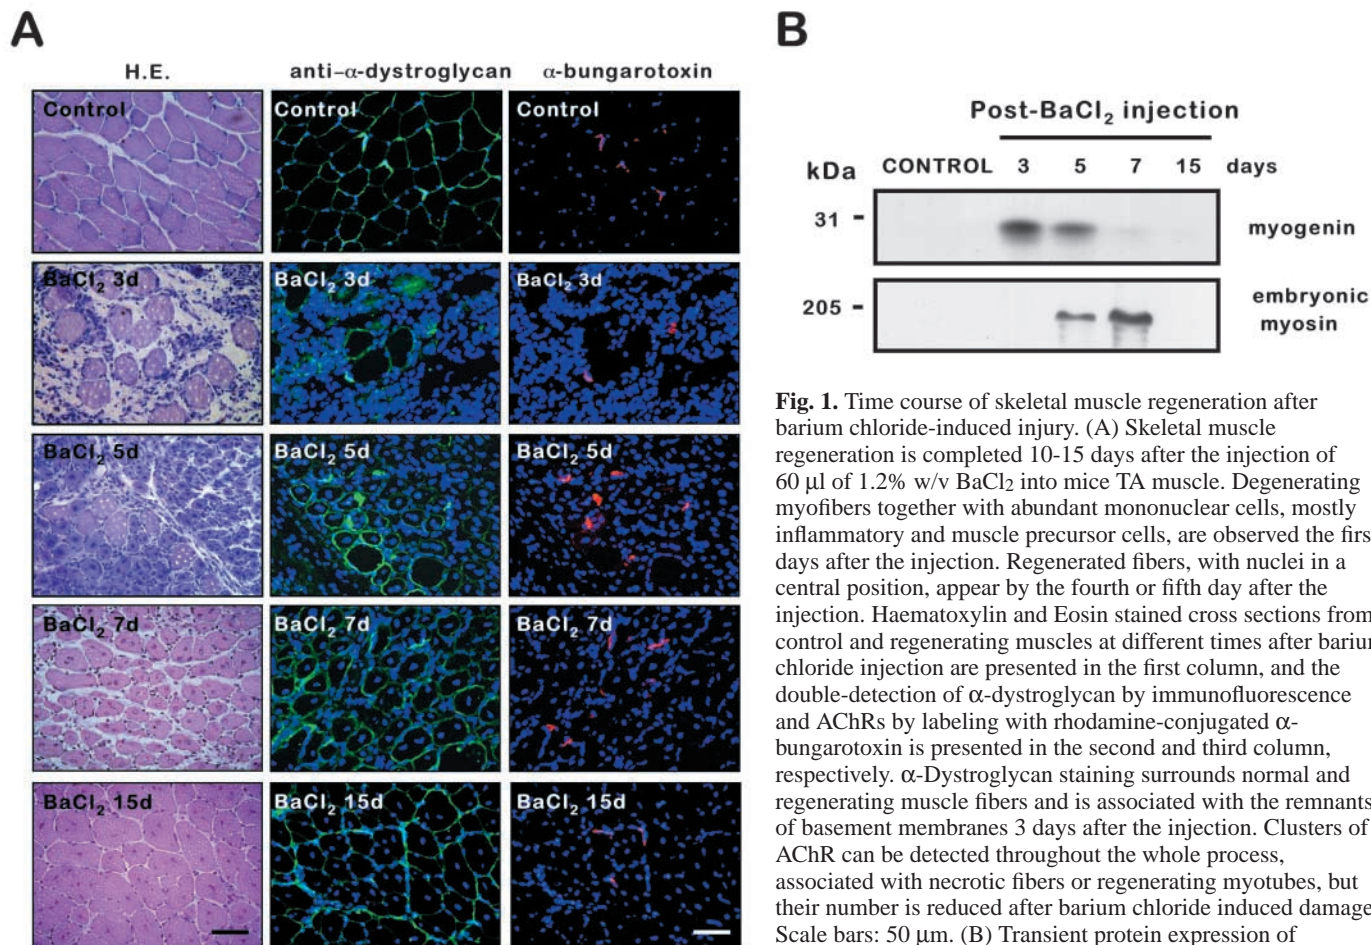 A
H.E.
anti–α-dystroglycan
α-bungarotoxin
Control
Control
Control
BaCl2 3d
BaCl2 3d
BaCl2 3d
BaCl2 5d
BaCl2 5d
BaCl2 5d
BaCl2 7d
BaCl2 7d
BaCl2 7d
BaCl2 15d
BaCl2 15d
BaCl2 15d
B
Post-BaCl2 injection
kDa CONTROL 3 5 7 15 days
31 - myogenin
205 - embryonic
myosin
Fig. 1. Time course of skeletal muscle regeneration after
barium chloride-induced injury. (A) Skeletal muscle
regeneration is completed 10-15 days after the injection of
60 μl of 1.2% w/v BaCl2 into mice TA muscle. Degenerating
myofibers together with abundant mononuclear cells, mostly
inflammatory and muscle precursor cells, are observed the firs
days after the injection. Regenerated fibers, with nuclei in a
central position, appear by the fourth or fifth day after the
injection. Haematoxylin and Eosin stained cross sections from
control and regenerating muscles at different times after bariu
chloride injection are presented in the first column, and the
double-detection of α-dystroglycan by immunofluorescence
and AChRs by labeling with rhodamine-conjugated α-
bungarotoxin is presented in the second and third column,
respectively. α-Dystroglycan staining surrounds normal and
regenerating muscle fibers and is associated with the remnants
of basement membranes 3 days after the injection. Clusters of
AChR can be detected throughout the whole process,
associated with necrotic fibers or regenerating myotubes, but
their number is reduced after barium chloride induced damage
Scale bars: 50 μm. (B) Transient protein expression of